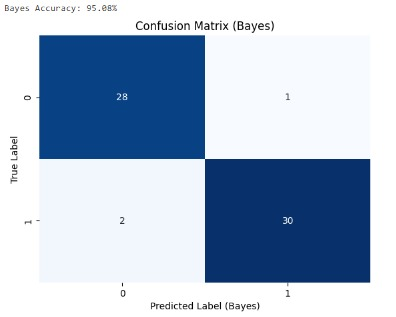 Bayes Accuracy: 95.08%
Confusion Matrix (Bayes)
0
28
1
True Label
1
2
30
0
1
Predicted Label (Bayes)